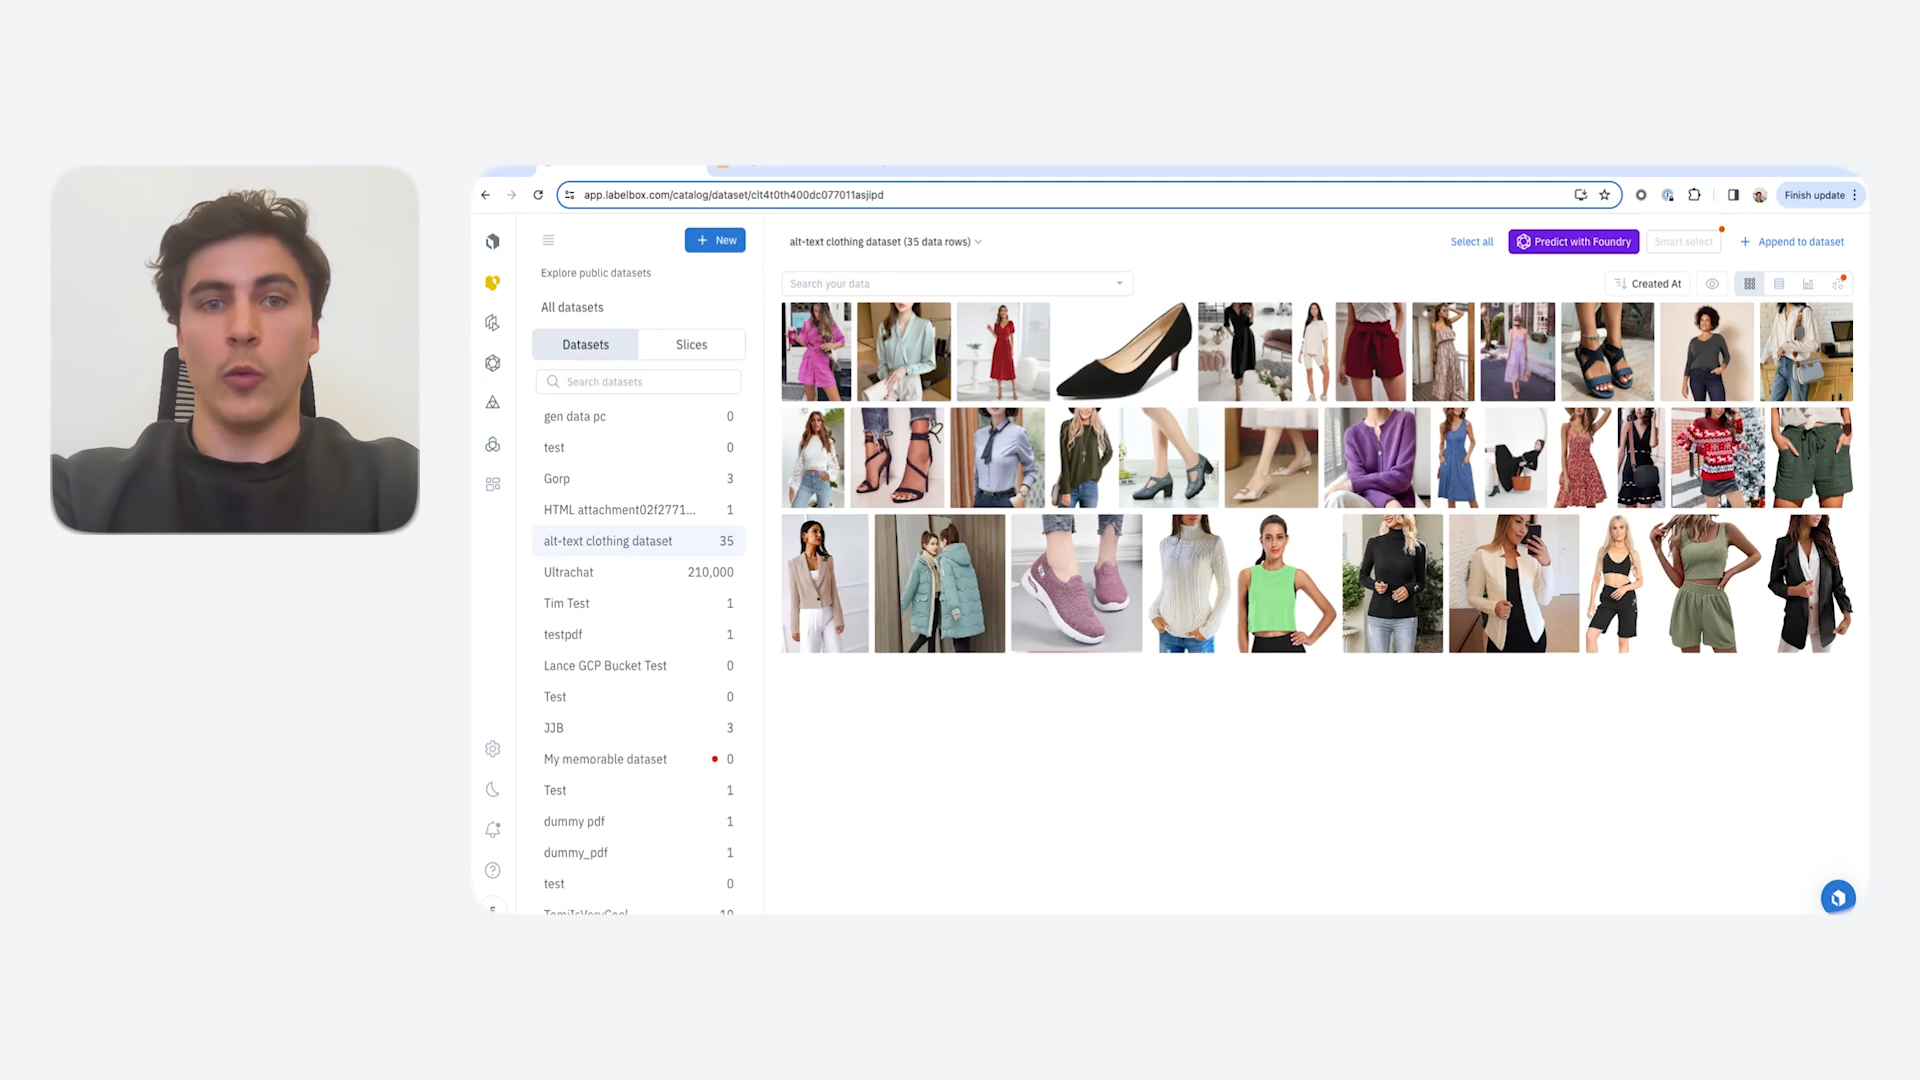 app.labelbox.com/catalog/dataset/clt4t0th400dc077011asjipd
Finish update
New
alt-text clothing dataset (35 data rows)
Select all
Predict with Foundry
Smart select
Append to dataset
Explore public datasets
Search your data
Created At
All datasets
Datasets
Slices
Search datasets
gen data pc 0
test 0
Gorp 3
HTML attachment02f2771... 1
alt-text clothing dataset 35
Ultrachat 210,000
Tim Test 1
testpdf 1
Lance GCP Bucket Test 0
Test 0
JJB 3
My memorable dataset 0
Test 1
dummy pdf 1
dummy_pdf 1
test 0